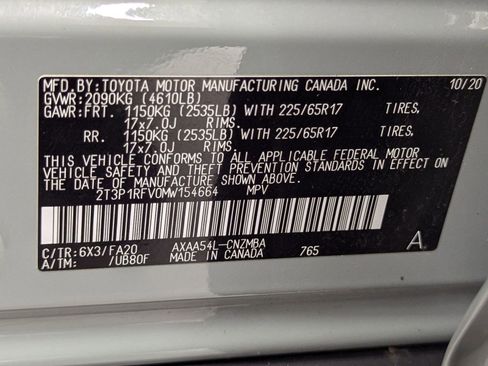 MFD.BY:TOYOTA MOTOR MANUFACTURING CANADA INC. 10/20
GVWR:2090KG (4610LB)
GAWR:FRT. 1150KG (2535LB) WITH 225/65R17 TIRES.
17x7.0J RIMS.
RR. 1150KG (2535LB) WITH 225/65R17 TIRES.
17x7.0J RIMS.
THIS VEHICLE CONFORMS TO ALL APPLICABLE FEDERAL MOTOR
VEHICLE SAFETY AND THEFT PREVENTION STANDARDS IN EFFECT
ON THE DATE OF MANUFACTURE SHOWN ABOVE.
2T3P1RFV0MW154664 MPV
C/TR:6X3/FA20 AXAA54L-CNZMBA A
A/TM: /UB80F MADE IN CANADA 765